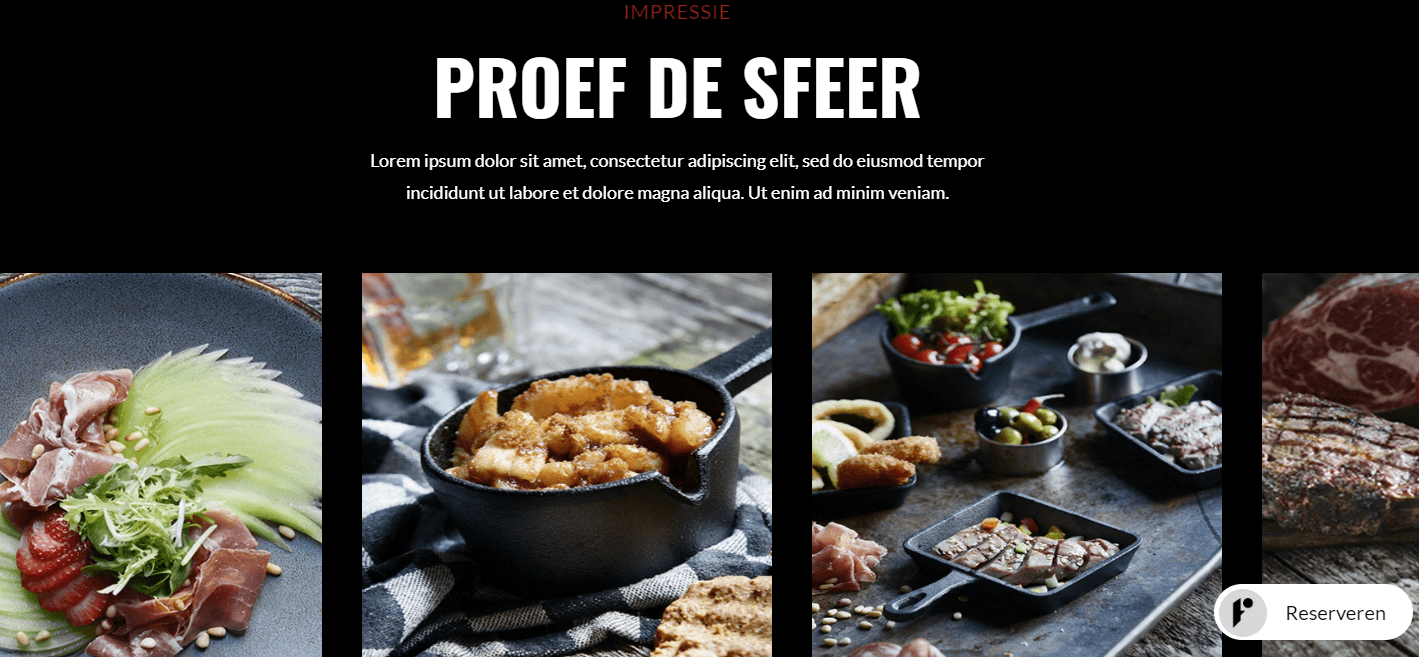 IMPRESSIE
PROEF DE SFEER
Lorem ipsum dolor sit amet, consectetur adipiscing elit, sed do eiusmod tempor
incididunt ut labore et dolore magna aliqua. Ut enim ad minim veniam.
Reserveren